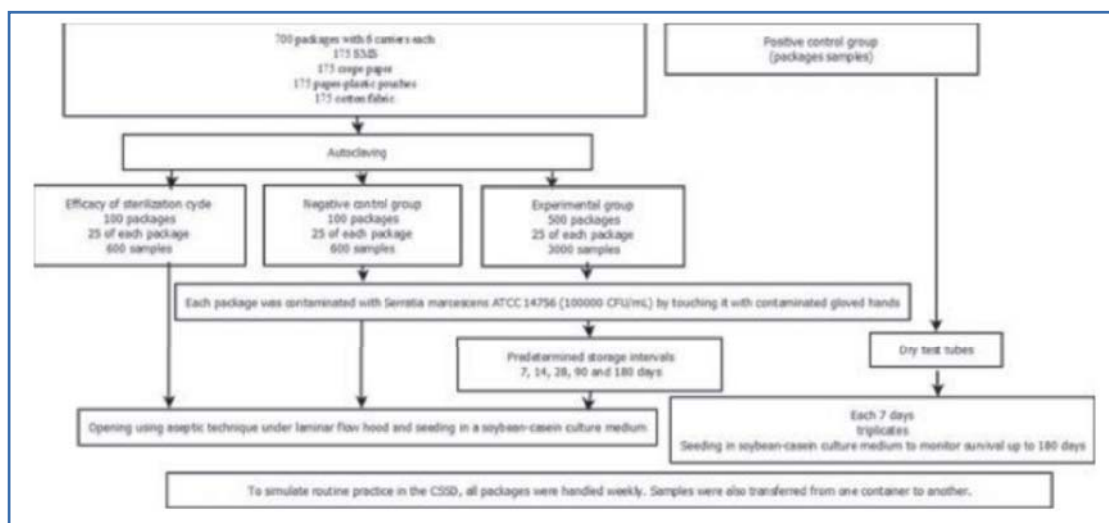 700 packages with 6 carriers each
175 SMS
175 crepe paper
175 paper-plastic pouches
175 cotton fabric
Positive control group
(packages samples)
Autoclaving
Efficacy of sterilization cycle
100 packages
25 of each package
600 samples
Negative control group
100 packages
25 of each package
600 samples
Experimental group
500 packages
25 of each package
3000 samples
Each package was contaminated with Serratia marcescens ATCC 14756 (100000 CFU/mL) by touching it with contaminated gloved hands
Predetermined storage intervals
7, 14, 28, 90 and 180 days
Dry test tubes
Opening using aseptic technique under laminar flow hood and seeding in a soybean-casein culture medium
Each 7 days
triplicates
Seeding in soybean-casein culture medium to monitor survival up to 180 days
To simulate routine practice in the CSSD, all packages were handled weekly. Samples were also transferred from one container to another.